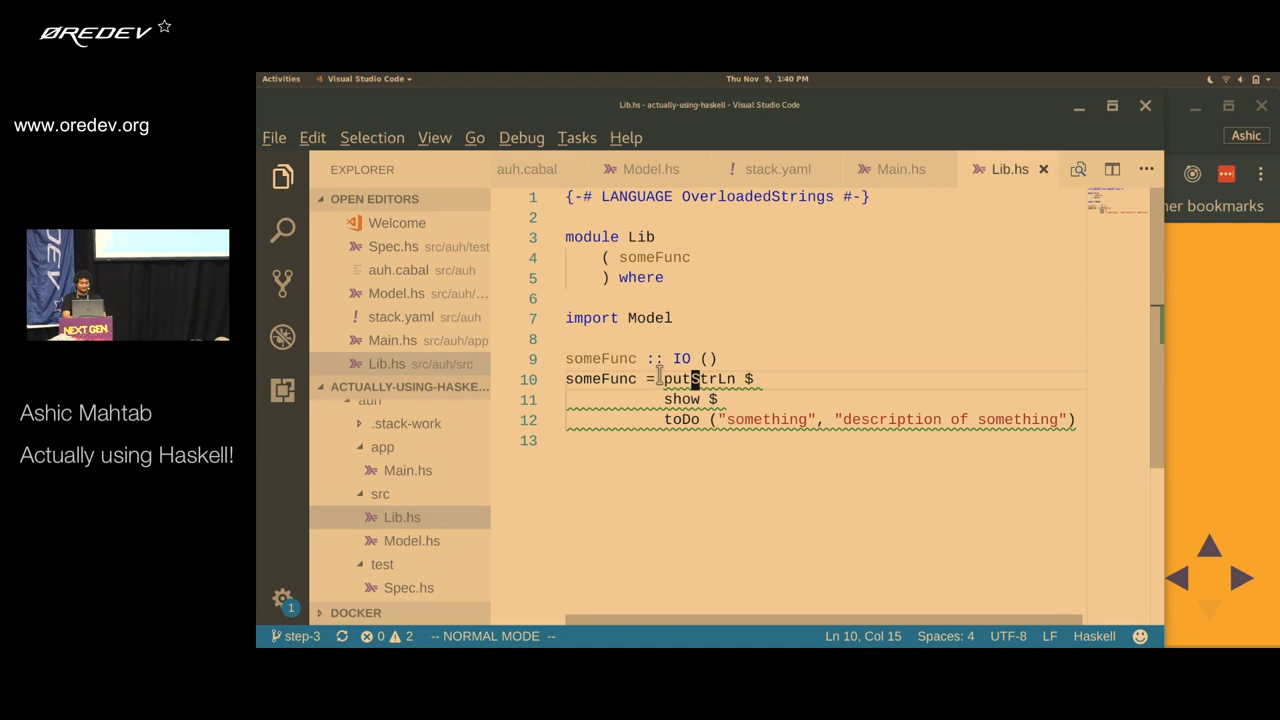 ØREDEV
www.oredev.org
NEXT GEN
Ashic Mahtab
Actually using Haskell!
Activities Visual Studio Code Thu Nov 9, 1:40 PM
Lib.hs - actually-using-haskell - Visual Studio Code
File Edit Selection View Go Debug Tasks Help
Ashic
her bookmarks
EXPLORER
OPEN EDITORS
Welcome
Spec.hs src/auh/test
auh.cabal src/auh
Model.hs src/auh/...
stack.yaml src/auh
Main.hs src/auh/app
Lib.hs src/auh/src
ACTUALLY-USING-HASKE...
auh
.stack-work
app
Main.hs
src
Lib.hs
Model.hs
test
Spec.hs
DOCKER
auh.cabal Model.hs ! stack.yaml Main.hs Lib.hs
1 {-# LANGUAGE OverloadedStrings #-}
2
3 module Lib
4 ( someFunc
5 ) where
6
7 import Model
8
9 someFunc :: IO ()
10 someFunc = putStrLn $
11 show $
12 toDo ("something", "description of something")
13
1
step-3 0 2 -- NORMAL MODE -- Ln 10, Col 15 Spaces: 4 UTF-8 LF Haskell